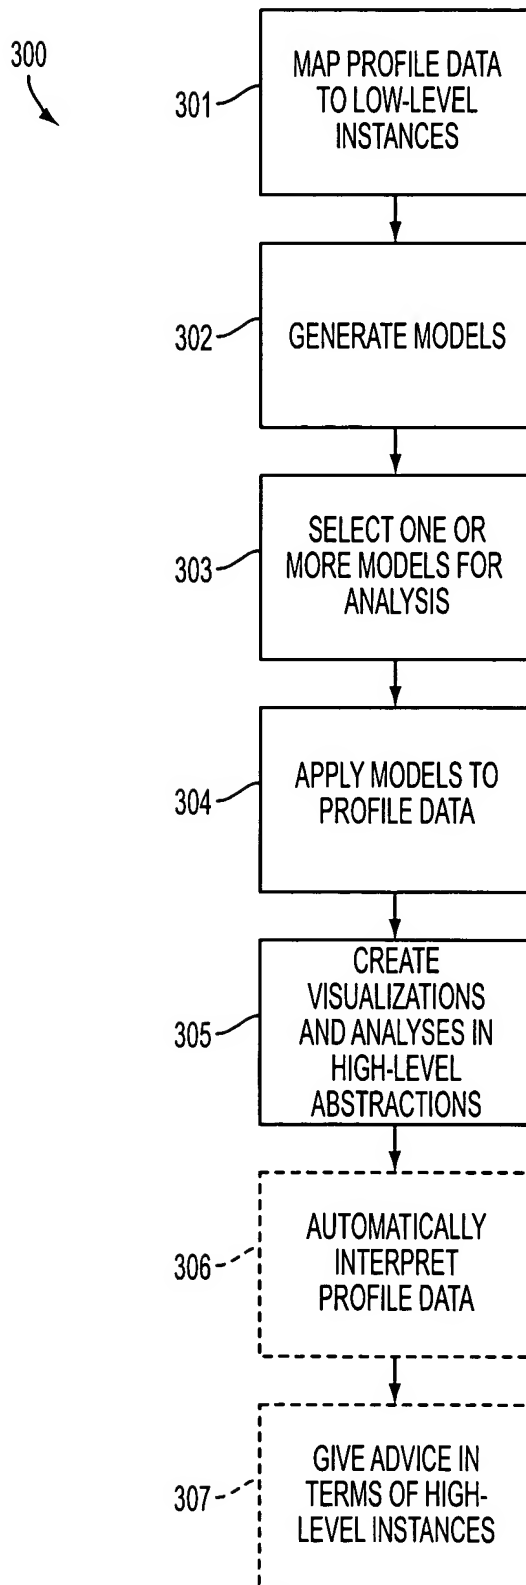 300
301
MAP PROFILE DATA
TO LOW-LEVEL
INSTANCES
302
GENERATE MODELS
303
SELECT ONE OR
MORE MODELS FOR
ANALYSIS
304
APPLY MODELS TO
PROFILE DATA
305
CREATE
VISUALIZATIONS
AND ANALYSES IN
HIGH-LEVEL
ABSTRACTIONS
306
AUTOMATICALLY
INTERPRET
PROFILE DATA
307
GIVE ADVICE IN
TERMS OF HIGH-
LEVEL INSTANCES